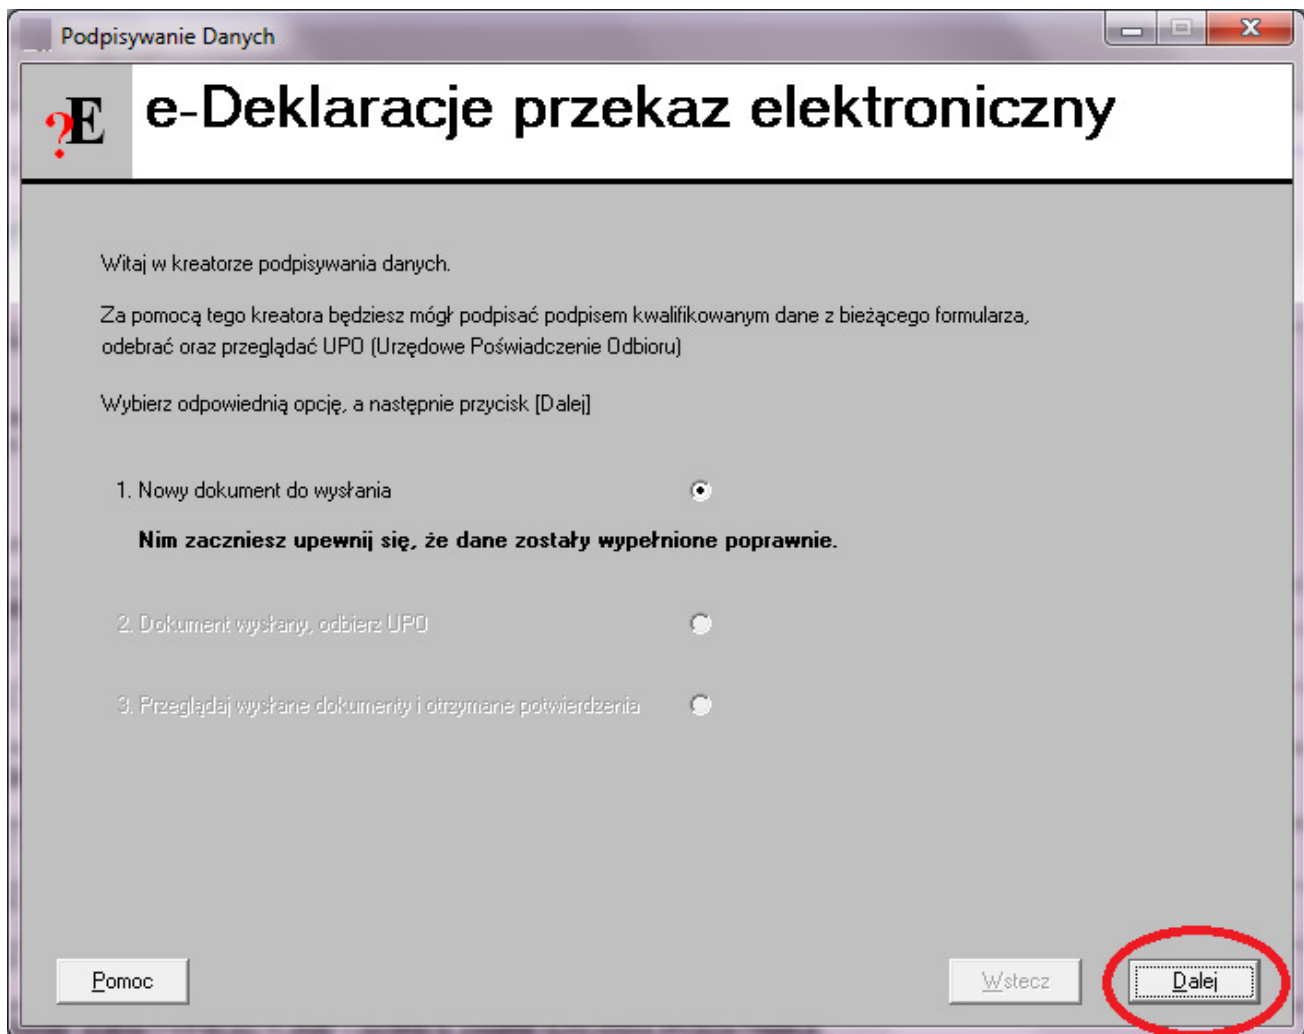 Podpisywanie Danych
?E
e-Deklaracje przekaz elektroniczny
Witaj w kreatorze podpisywania danych.
Za pomocą tego kreatora będziesz mógł podpisać podpisem kwalifikowanym dane z bieżącego formularza,
odebrać oraz przeglądać UPO (Urzędowe Poświadczenie Odbioru)
Wybierz odpowiednią opcję, a następnie przycisk [Dalej]
1. Nowy dokument do wysłania
Nim zaczniesz upewnij się, że dane zostały wypełnione poprawnie.
2. Dokument wysłany, odbierz UPO
3. Przeglądaj wysłane dokumenty i otrzymane potwierdzenia
Pomoc
Wstecz
Dalej